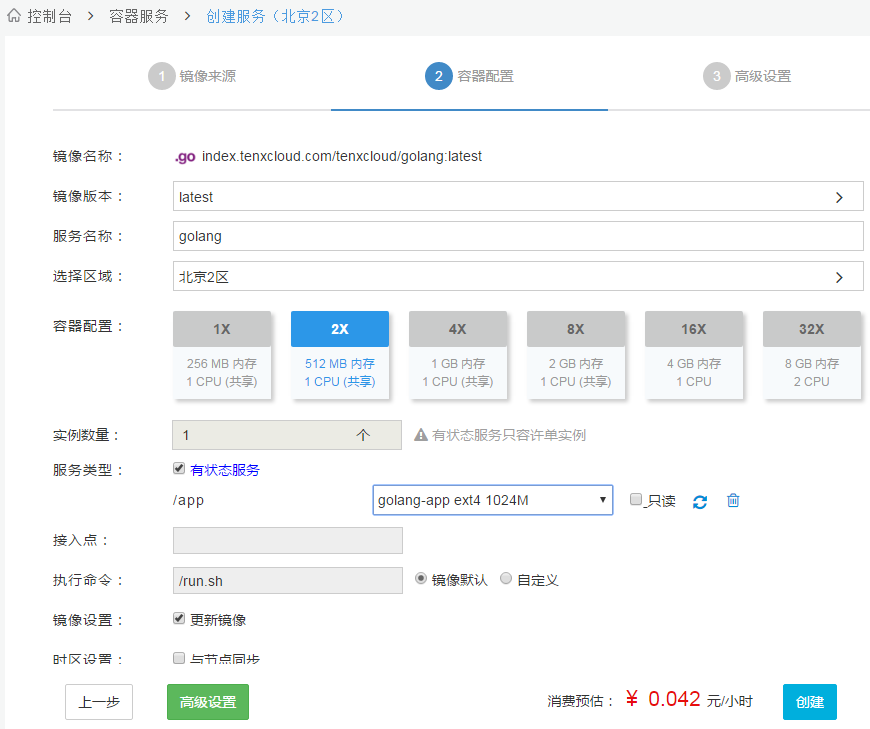 控制台 > 容器服务 > 创建服务（北京2区）
1 镜像来源 2 容器配置 3 高级设置
镜像名称： .go index.tenxcloud.com/tenxcloud/golang:latest
镜像版本： latest
服务名称： golang
选择区域： 北京2区
容器配置： 1X 2X 4X 8X 16X 32X
256 MB 内存 512 MB 内存 1 GB 内存 2 GB 内存 4 GB 内存 8 GB 内存
1 CPU (共享) 1 CPU (共享) 1 CPU (共享) 1 CPU (共享) 1 CPU 2 CPU
实例数量： 1 个 有状态服务只容许单实例
服务类型： 有状态服务
/app golang-app ext4 1024M 只读
接入点：
执行命令： /run.sh 镜像默认 自定义
镜像设置： 更新镜像
时区设置： 与节点同步
上一步 高级设置 消费预估： ¥ 0.042 元/小时 创建